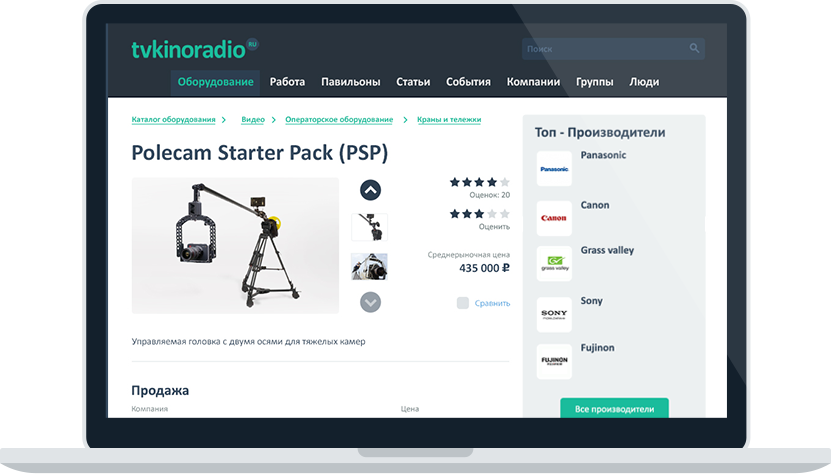 tvkinoradio RU
Поиск
Оборудование Работа Павильоны Статьи События Компании Группы Люди
Каталог оборудования > Видео > Операторское оборудование > Краны и тележки
Polecam Starter Pack (PSP)
Оценок: 20
Оценить
Среднерыночная цена
435 000 ₽
Сравнить
Управляемая головка с двумя осями для тяжелых камер
Продажа
Компания Цена
Топ - Производители
Panasonic
Panasonic
Canon
Canon
Grass valley
grass valley
Sony
SONY
Fujinon
FUJINON
Все производители